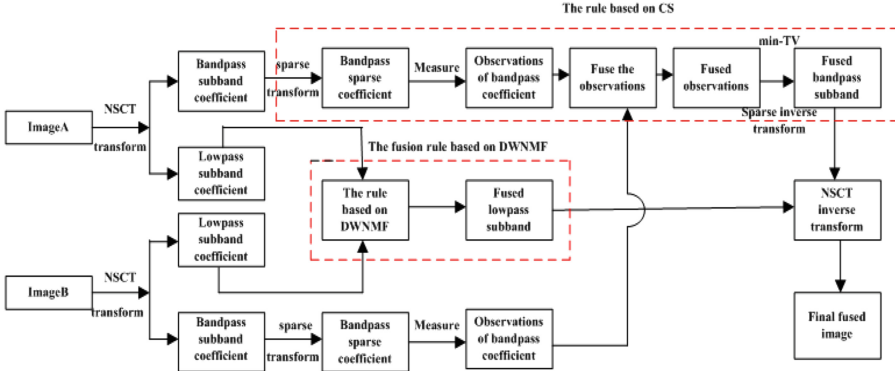 The rule based on CS
min-TV
Bandpass
subband
coefficient
sparse
transform
Bandpass
sparse
coefficient
Measure
Observations
of bandpass
coefficient
Fuse the
observations
Fused
observations
Fused
bandpass
subband
Sparse inverse
transform
ImageA
NSCT
transform
Lowpass
subband
coefficient
The fusion rule based on DWNMF
The rule
based on
DWNMF
Fused
lowpass
subband
NSCT
inverse
transform
Lowpass
subband
coefficient
ImageB
NSCT
transform
Bandpass
subband
coefficient
sparse
transform
Bandpass
sparse
coefficient
Measure
Observations
of bandpass
coefficient
Final fused
image